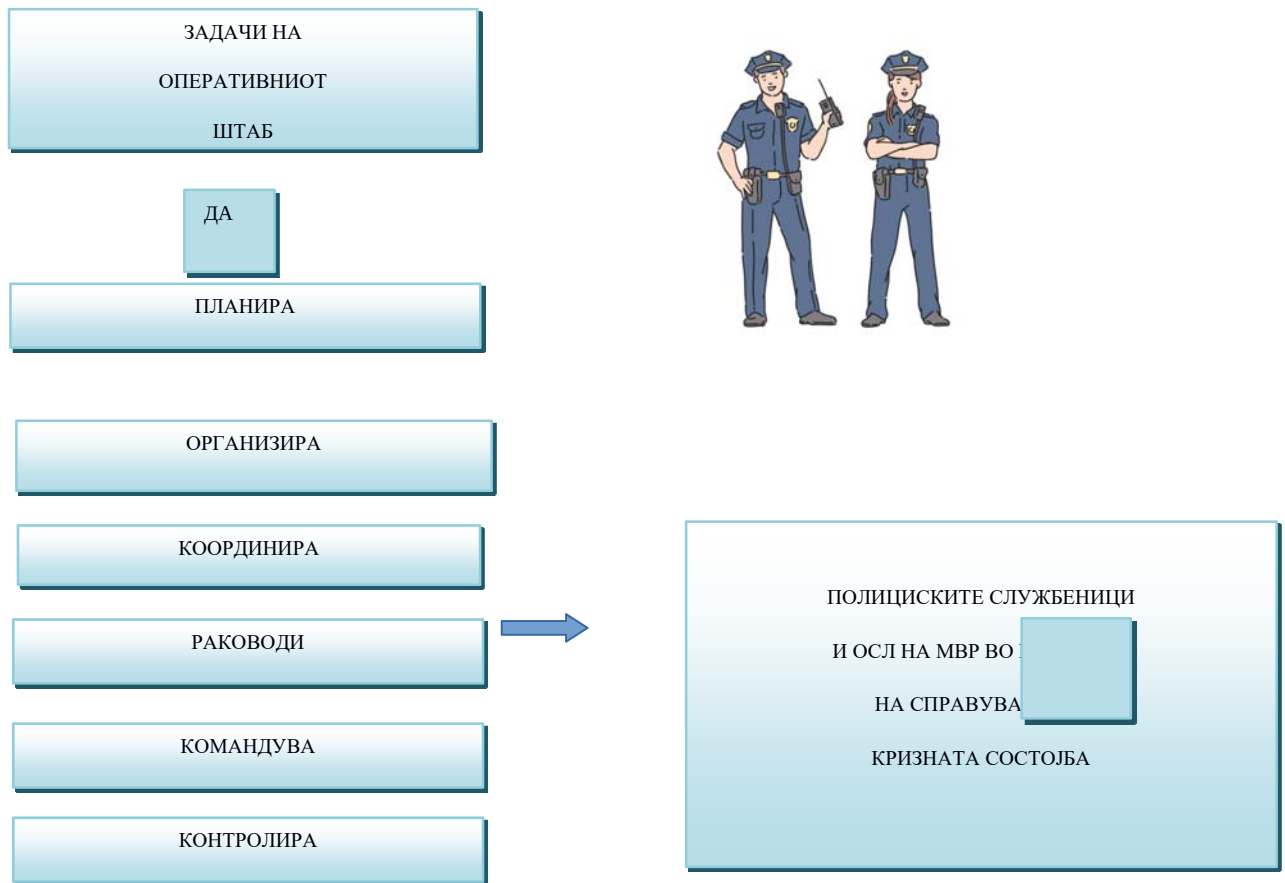 ЗАДАЧИ НА
ОПЕРАТИВНИОТ
ШТАБ
ДА
ПЛАНИРА
ОРГАНИЗИРА
КООРДИНИРА
РАКОВОДИ
КОМАНДУВА
КОНТРОЛИРА
ПОЛИЦИСКИТЕ СЛУЖБЕНИЦИ
И ОСЛ НА МВР ВО
НА
КРИЗНАТА СОСТОЈБА